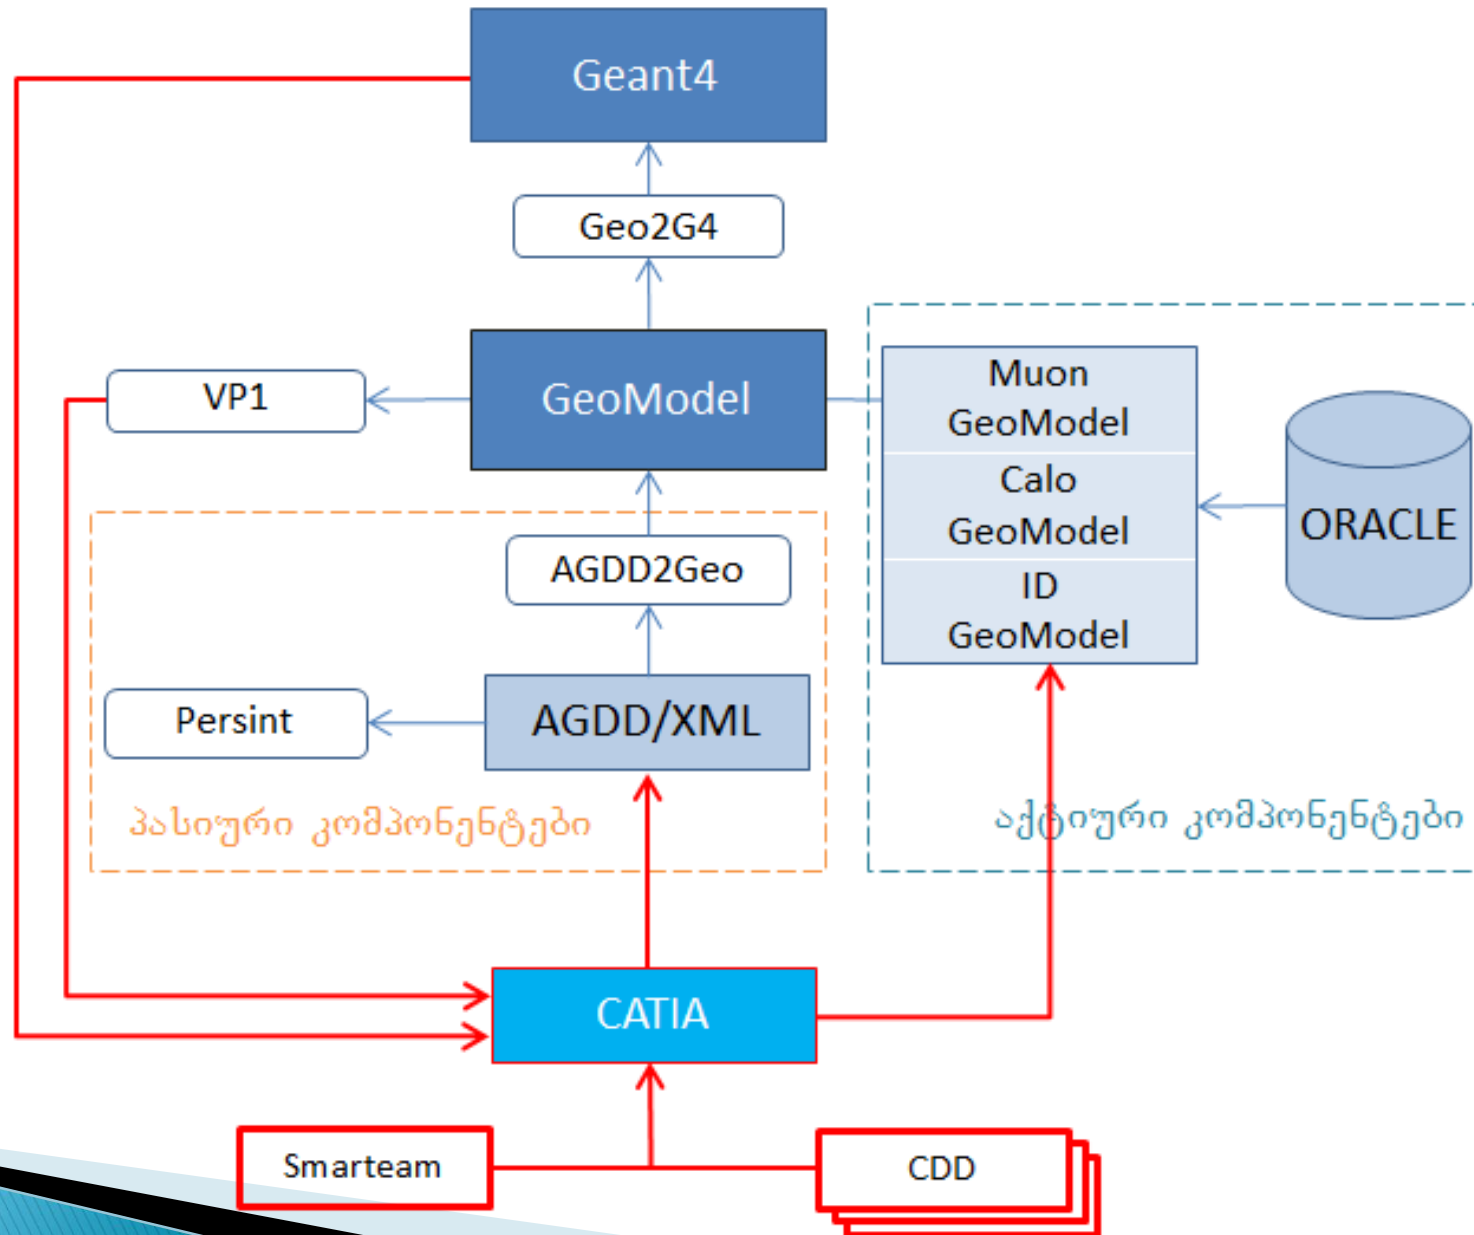 Geant4
Geo2G4
VP1
GeoModel
Muon
GeoModel
Calo
GeoModel
ID
GeoModel
ORACLE
AGDD2Geo
Persint
AGDD/XML
პასიური კომპონენტები
აქტიური კომპონენტები
CATIA
Smarteam
CDD